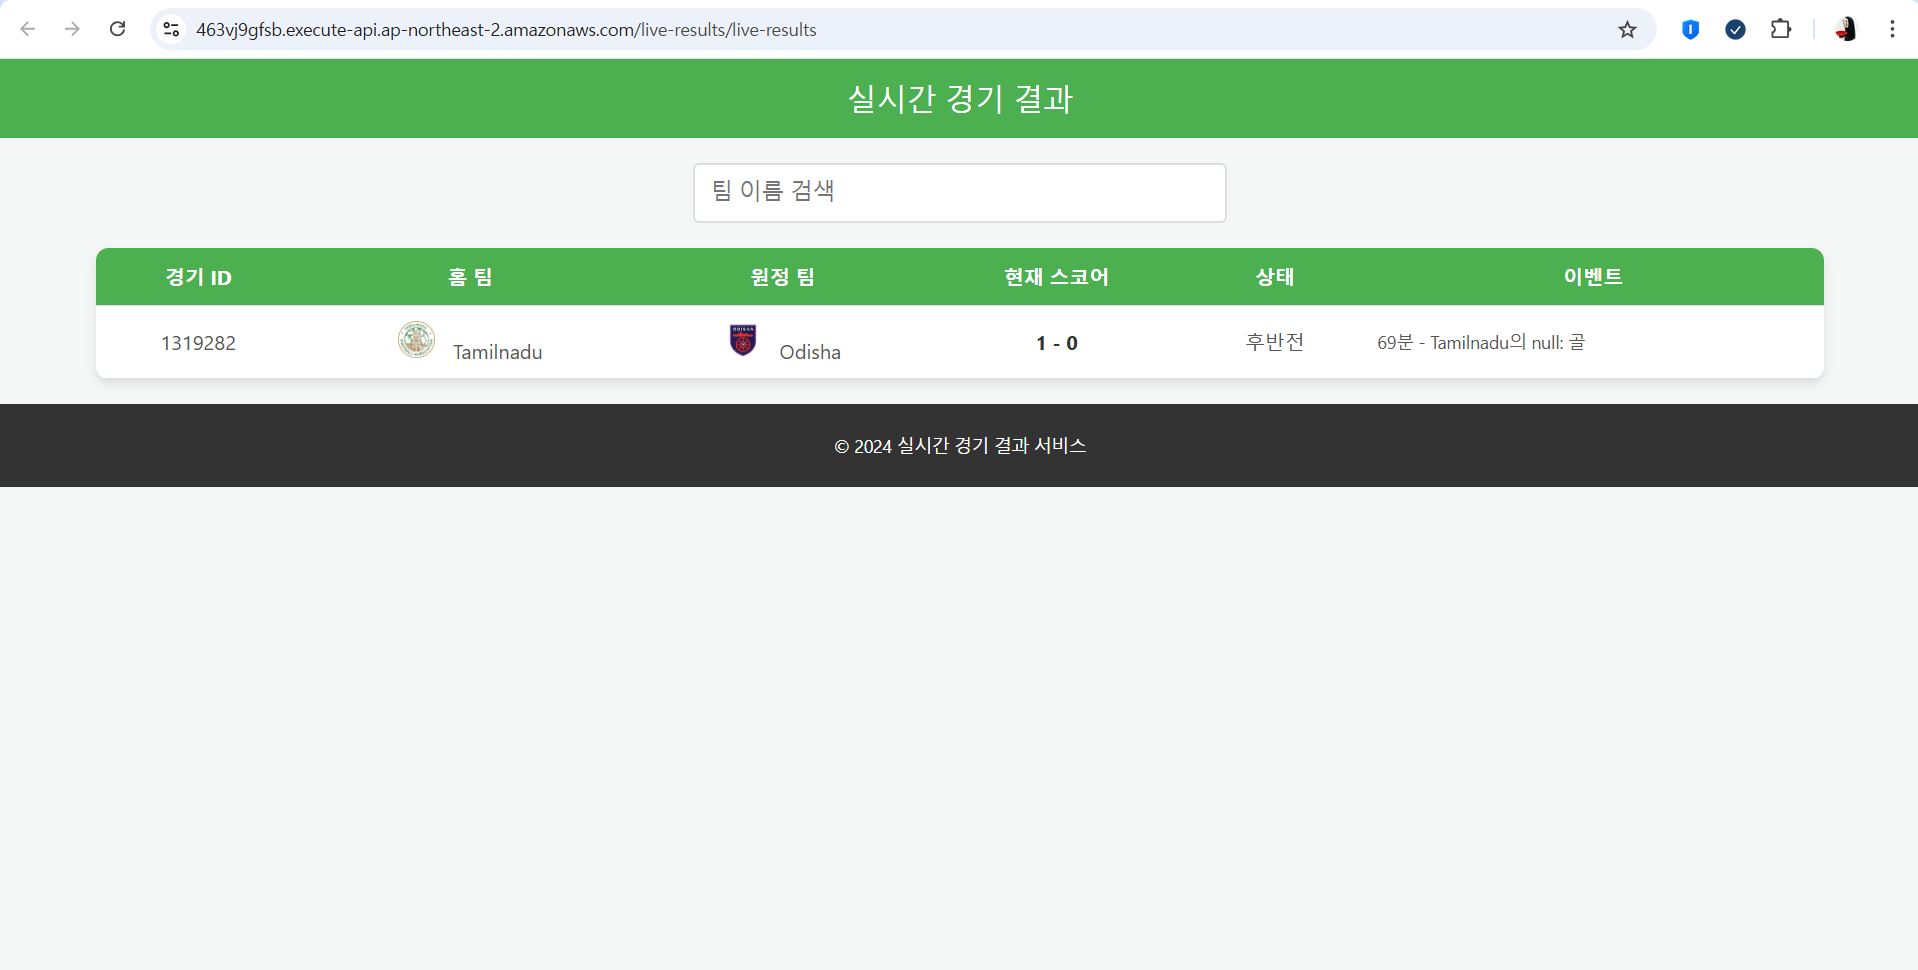 463vj9gfsb.execute-api.ap-northeast-2.amazonaws.com/live-results/live-results
실시간 경기 결과
팀 이름 검색
경기 ID 홈 팀 원정 팀 현재 스코어 상태 이벤트
1319282 Tamilnadu ODISHA Odisha 1 - 0 후반전 69분 - Tamilnadu의 null: 골
© 2024 실시간 경기 결과 서비스